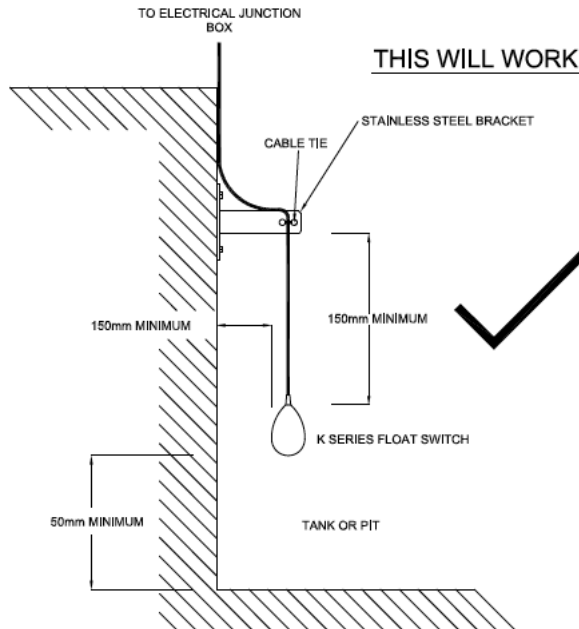 TO ELECTRICAL JUNCTION
BOX
THIS WILL WORK
STAINLESS STEEL BRACKET
CABLE TIE
150mm MINIMUM
150mm MINIMUM
K SERIES FLOAT SWITCH
50mm MINIMUM
TANK OR PIT